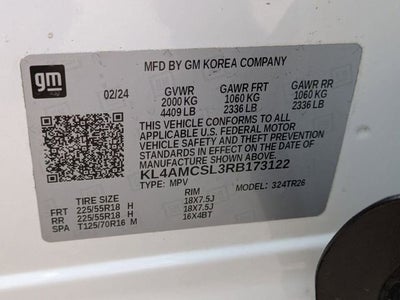 gm
MFD BY GM KOREA COMPANY
02/24 GVWR GAWR FRT GAWR RR
2000 KG 1060 KG 1060 KG
4409 LB 2336 LB 2336 LB
THIS VEHICLE CONFORMS TO ALL
APPLICABLE U.S. FEDERAL MOTOR
VEHICLE SAFETY AND THEFT PREVENTION
STANDARDS IN EFFECT ON THE DATE OF
MANUFACTURE SHOWN ABOVE.
KL4AMCSL3RB173122
TYPE: MPV MODEL: 324TR26
TIRE SIZE RIM
FRT 225/55R18 H 18X7.5J
RR 225/55R18 H 18X7.5J
SPA T125/70R16 M 16X4BT